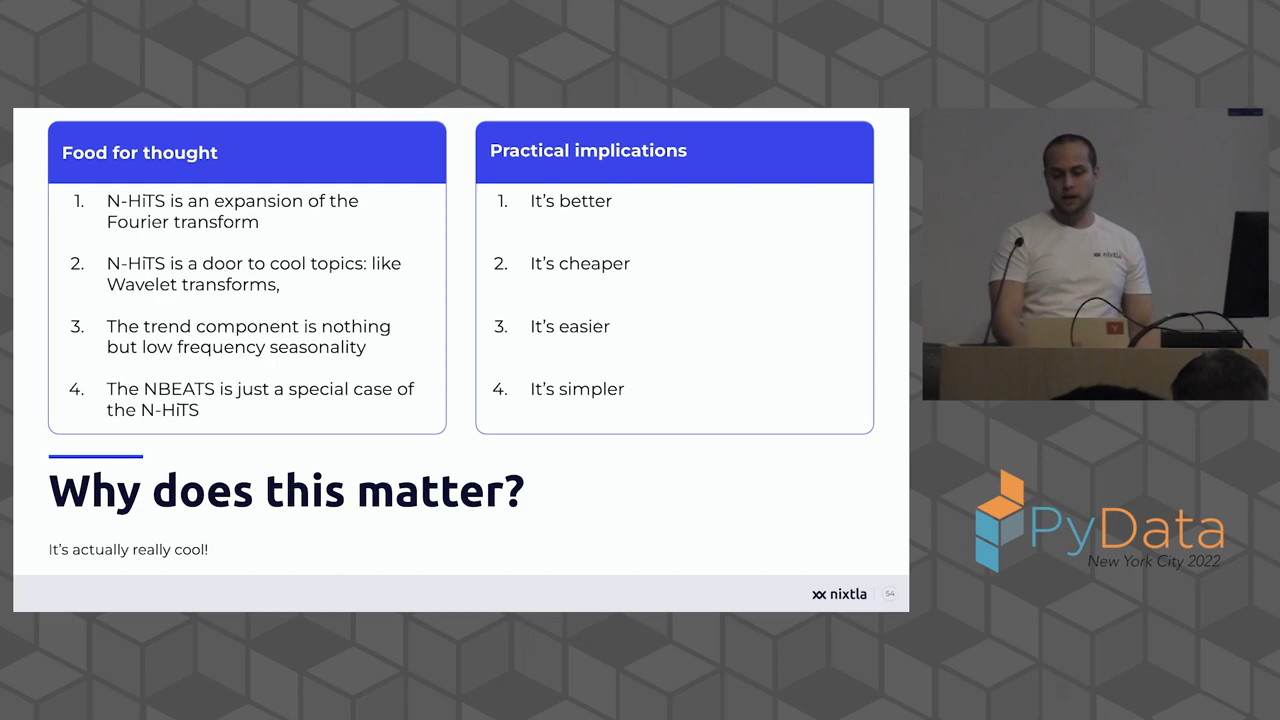 Food for thought
1. N-HiTS is an expansion of the
Fourier transform
2. N-HiTS is a door to cool topics: like
Wavelet transforms,
3. The trend component is nothing
but low frequency seasonality
4. The NBEATS is just a special case of
the N-HiTS
Practical implications
1. It's better
2. It's cheaper
3. It's easier
4. It's simpler
Why does this matter?
It's actually really cool!
nixtla
54
nixtla
PyData
New York City 2022